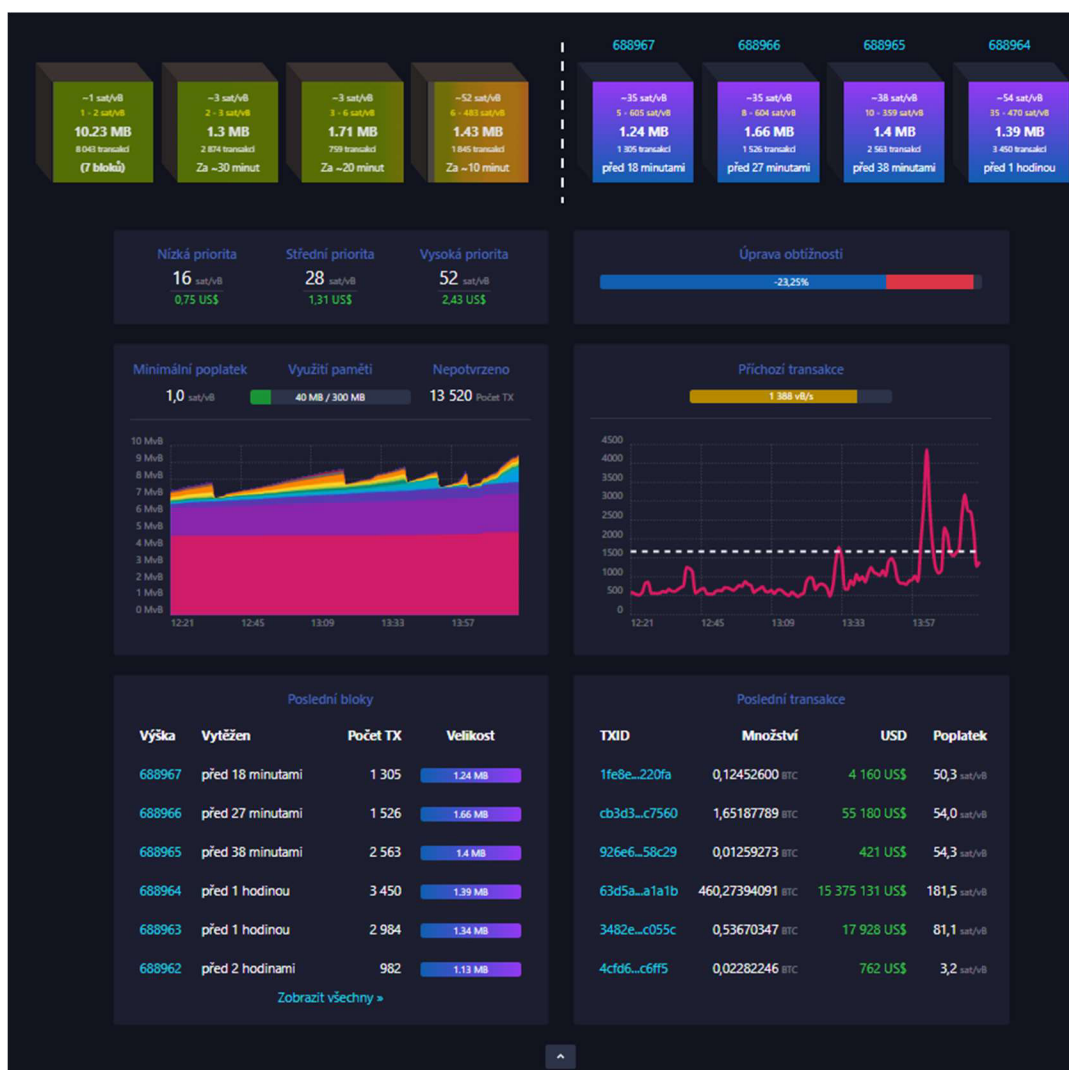 688967 688966 688965 688964
~1 sat/vB ~3 sat/vB ~3 sat/vB ~52 sat/vB ~35 sat/vB ~35 sat/vB ~38 sat/vB ~54 sat/vB
1 - 2 sat/vB 2 - 3 sat/vB 3 - 6 sat/vB 6 - 483 sat/vB 5 - 605 sat/vB 8 - 604 sat/vB 10 - 359 sat/vB 35 - 470 sat/vB
10.23 MB 1.3 MB 1.71 MB 1.43 MB 1.24 MB 1.66 MB 1.4 MB 1.39 MB
8 043 transakcí 2 874 transakcí 759 transakcí 1 845 transakcí 1 305 transakcí 1 526 transakcí 2 563 transakcí 3 450 transakcí
(7 bloků) Za ~30 minut Za ~20 minut Za ~10 minut před 18 minutami před 27 minutami před 38 minutami před 1 hodinou
Nízká priorita Střední priorita Vysoká priorita
16 sat/vB 28 sat/vB 52 sat/vB
0,75 US$ 1,31 US$ 2,43 US$
Úprava obtížnosti
-23,25%
Minimální poplatek Využití paměti Nepotvrzeno
1,0 sat/vB 40 MB / 300 MB 13 520 Počet TX
10 MvB
9 MvB
8 MvB
7 MvB
6 MvB
5 MvB
4 MvB
3 MvB
2 MvB
1 MvB
0 MvB
12:21 12:45 13:09 13:33 13:57
Příchozí transakce
1 388 vB/s
4500
4000
3500
3000
2500
2000
1500
1000
500
0
12:21 12:45 13:09 13:33 13:57
Poslední bloky
Výška Vytěžen Počet TX Velikost
688967 před 18 minutami 1 305 1.24 MB
688966 před 27 minutami 1 526 1.66 MB
688965 před 38 minutami 2 563 1.4 MB
688964 před 1 hodinou 3 450 1.39 MB
688963 před 1 hodinou 2 984 1.34 MB
688962 před 2 hodinami 982 1.13 MB
Zobrazit všechny »
Poslední transakce
TXID Množství USD Poplatek
1fe8e...220fa 0,12452600 BTC 4 160 US$ 50,3 sat/vB
cb3d3...c7560 1,65187789 BTC 55 180 US$ 54,0 sat/vB
926e6...58c29 0,01259273 BTC 421 US$ 54,3 sat/vB
63d5a...a1a1b 460,27394091 BTC 15 375 131 US$ 181,5 sat/vB
3482e...c055c 0,53670347 BTC 17 928 US$ 81,1 sat/vB
4cfd6...c6ff5 0,02282246 BTC 762 US$ 3,2 sat/vB